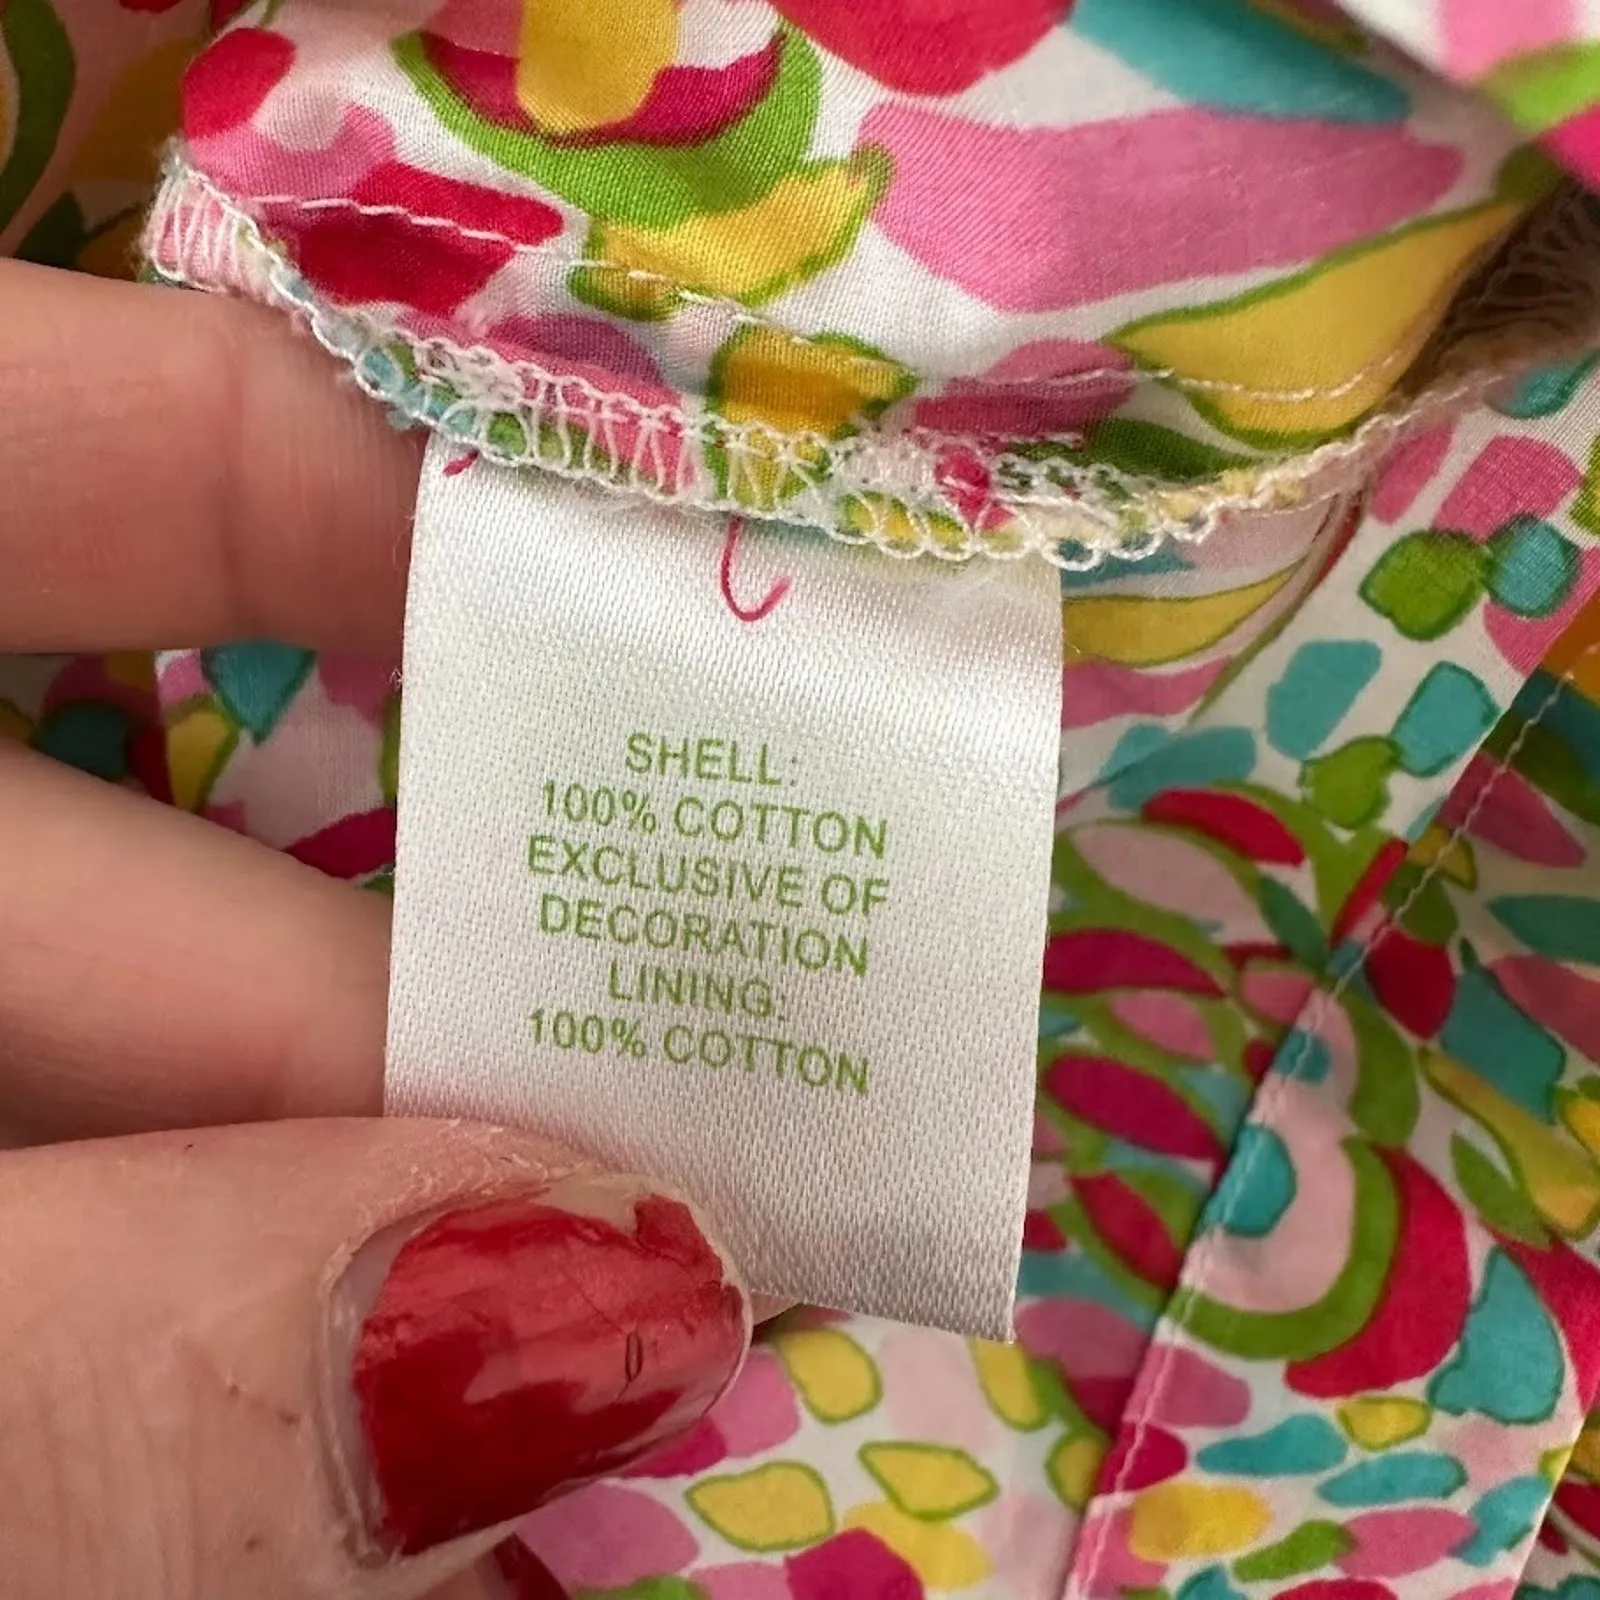 SHELL:
100% COTTON
EXCLUSIVE OF
DECORATION
LINING:
100% COTTON